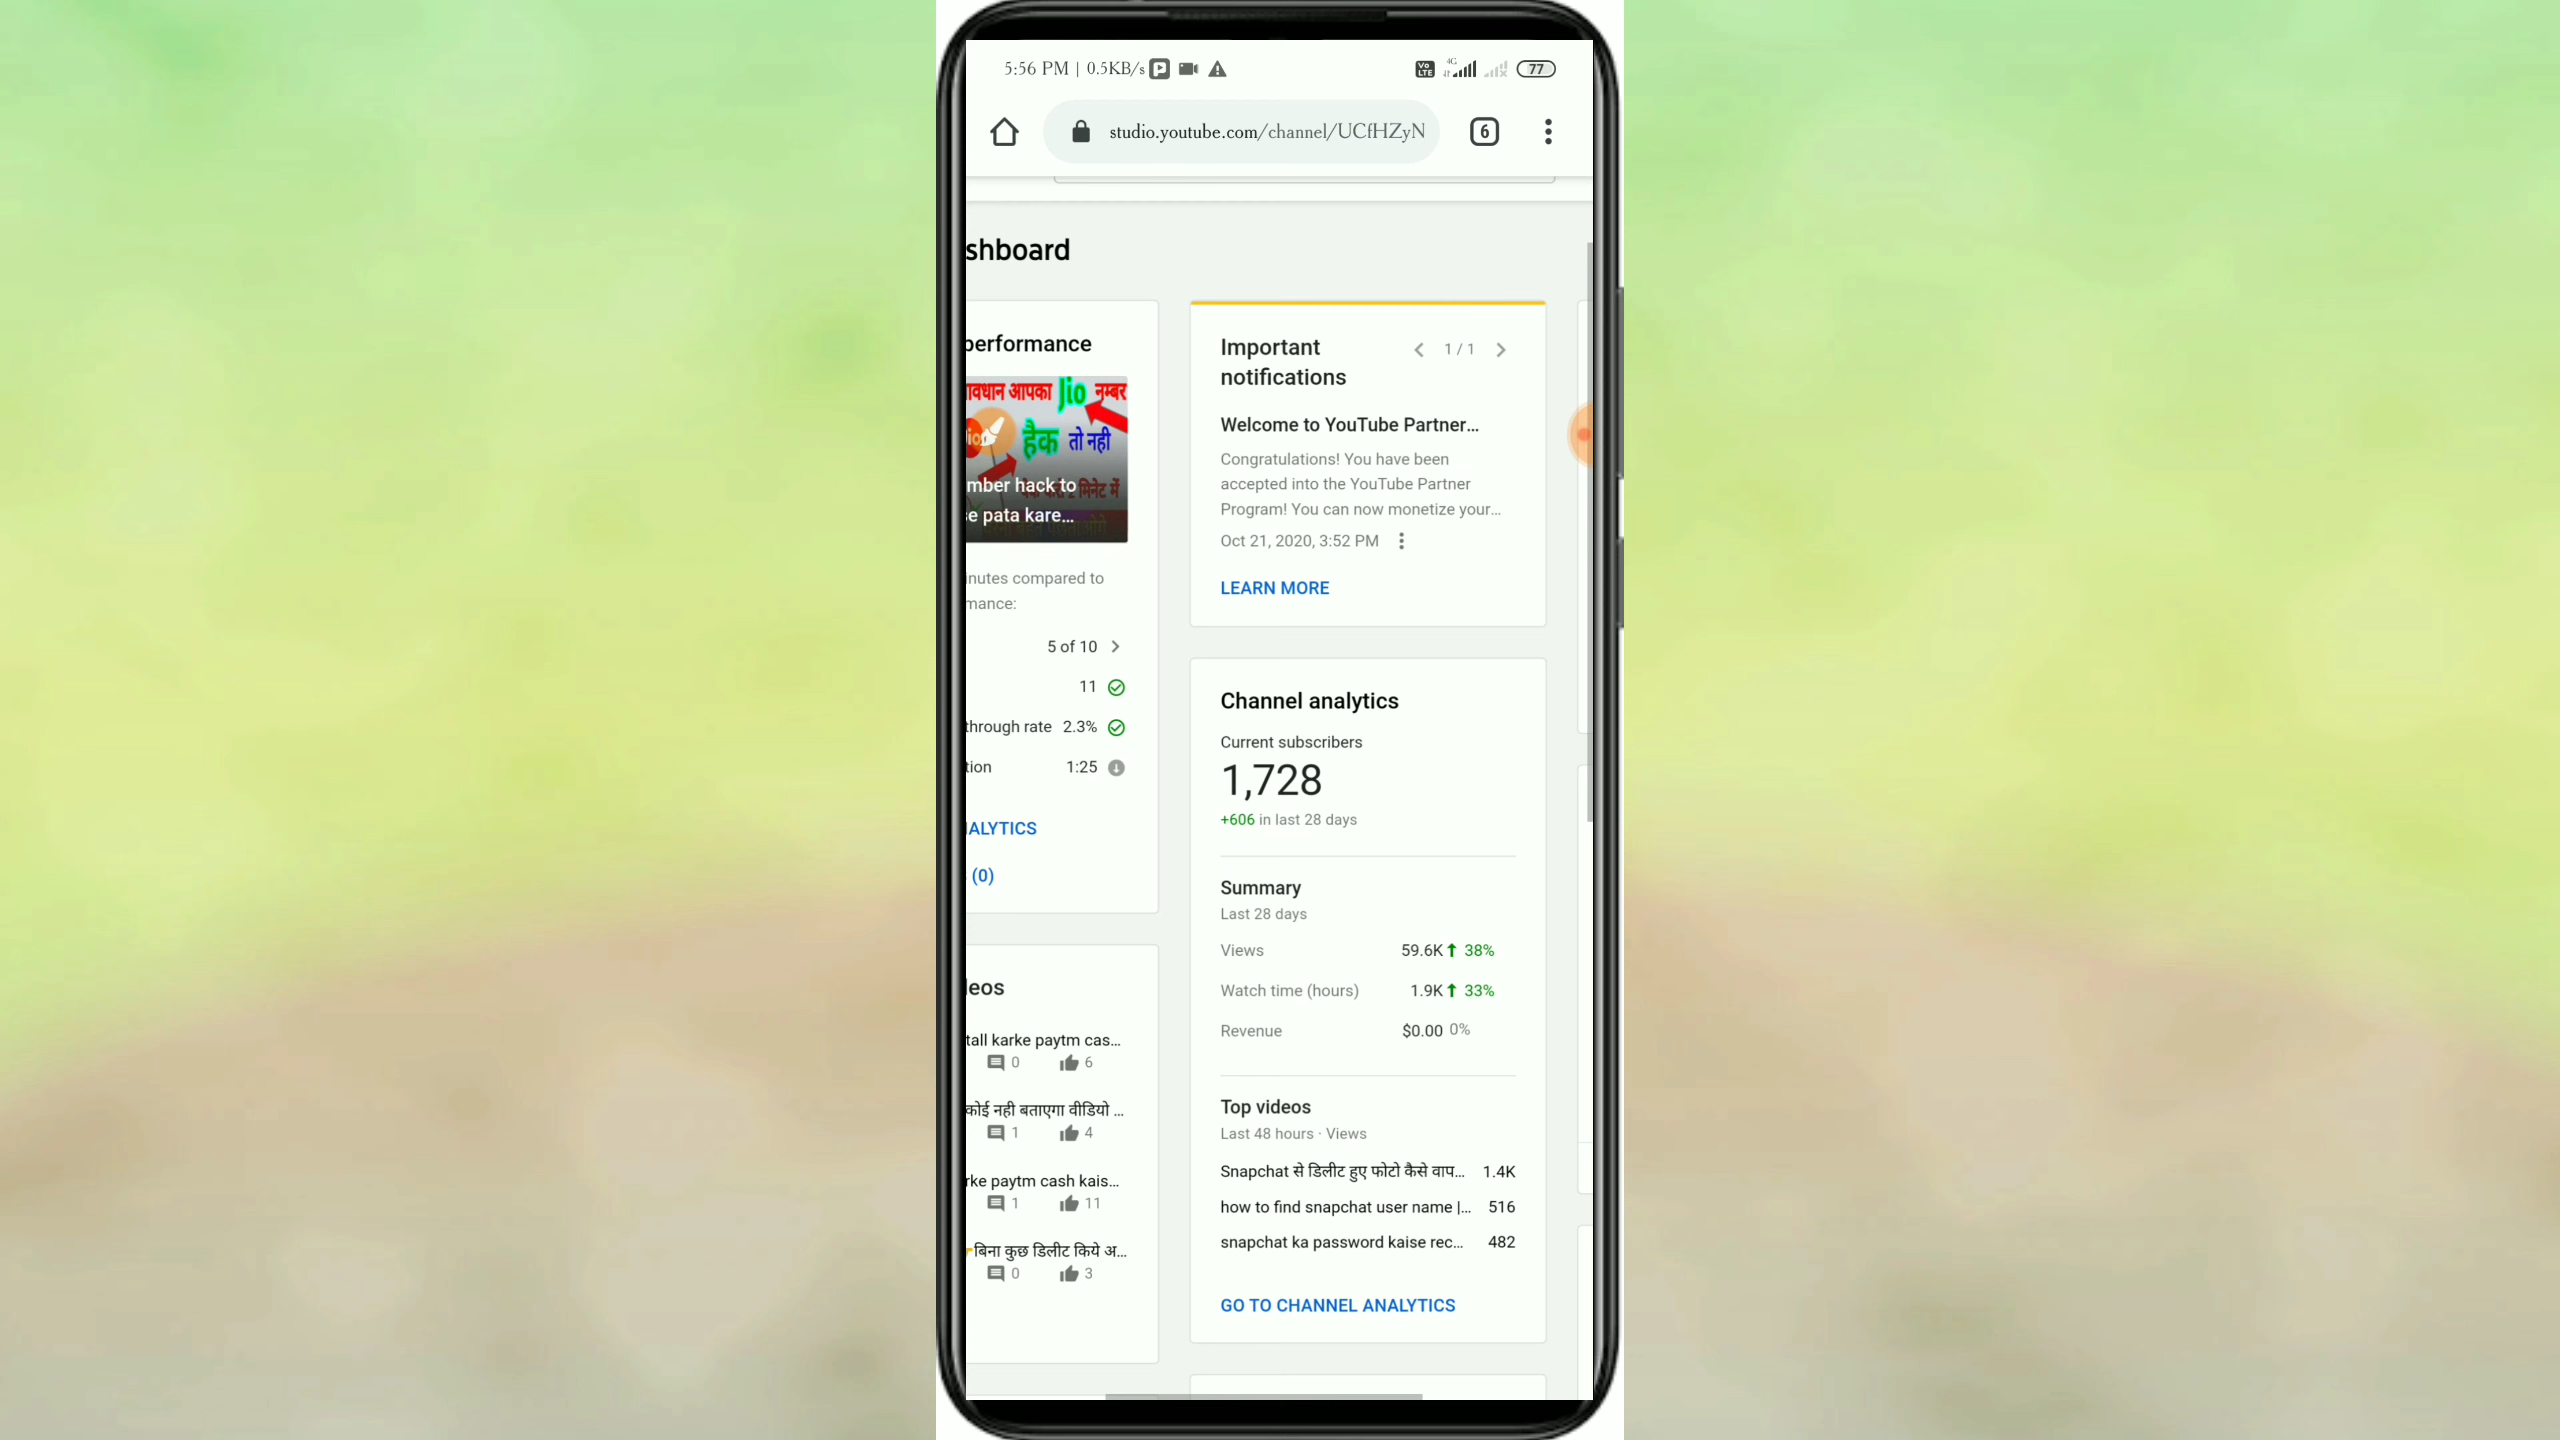 5:56 PM | 0.5KB/s
Vo LTE 4G 77
studio.youtube.com/channel/UCfHZyN
6
shboard
performance
ावधान आपका Jio नम्बर
हैक तो नही
mber hack to
e pata kare…
inutes compared to
mance:
5 of 10
11
through rate 2.3%
tion 1:25
ALYTICS
(0)
leos
tall karke paytm cas…
0 6
कोई नही बताएगा वीडियो …
1 4
rke paytm cash kais…
1 11
बिना कुछ डिलीट किये अ…
0 3
Important
notifications
1 / 1
Welcome to YouTube Partner…
Congratulations! You have been
accepted into the YouTube Partner
Program! You can now monetize your…
Oct 21, 2020, 3:52 PM
LEARN MORE
Channel analytics
Current subscribers
1,728
+606 in last 28 days
Summary
Last 28 days
Views 59.6K 38%
Watch time (hours) 1.9K 33%
Revenue $0.00 0%
Top videos
Last 48 hours · Views
Snapchat से डिलीट हुए फोटो कैसे वाप… 1.4K
how to find snapchat user name |… 516
snapchat ka password kaise rec… 482
GO TO CHANNEL ANALYTICS